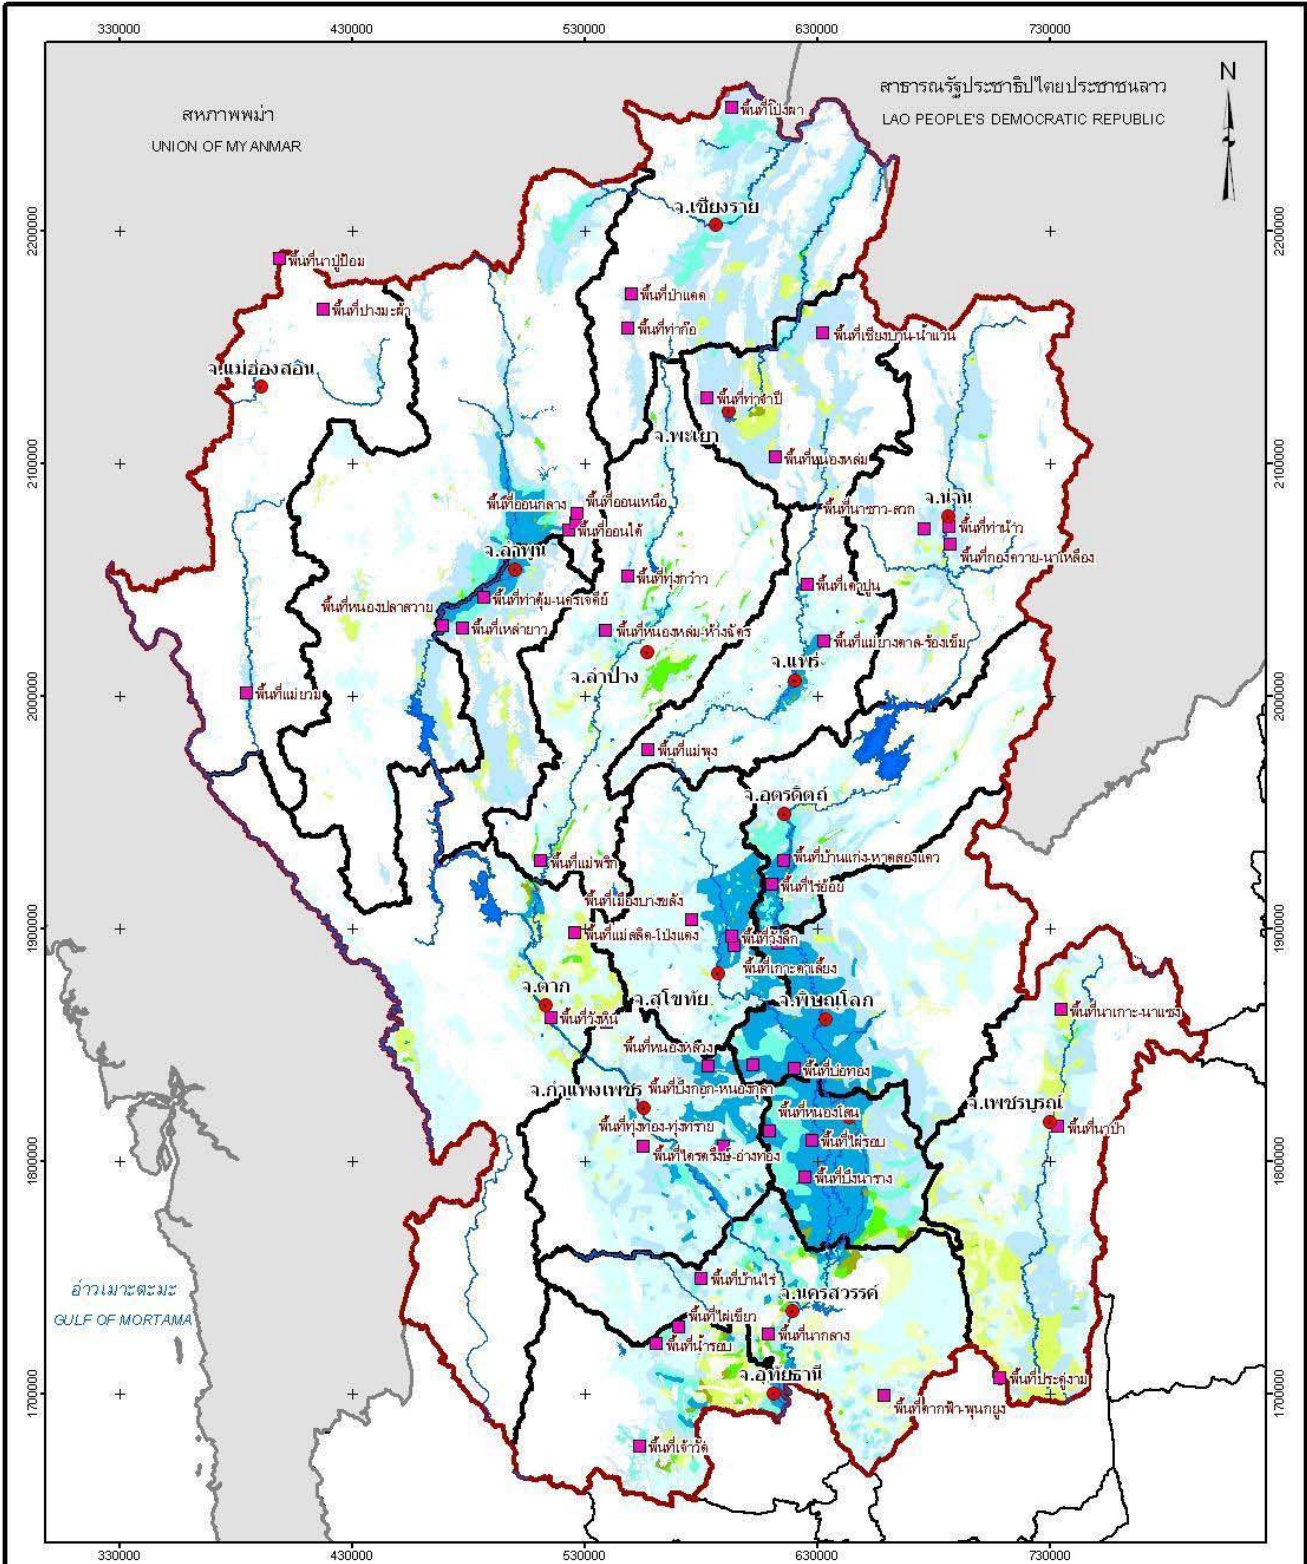 330000 430000 530000 630000 730000
สหภาพพม่า
UNION OF MYANMAR
สาธารณรัฐประชาธิปไตยประชาชนลาว
LAO PEOPLE'S DEMOCRATIC REPUBLIC
N
พื้นที่โป่งผา
จ.เชียงราย
2200000
2200000
พื้นที่นาปู่ป้อม
พื้นที่ป่าแดด
พื้นที่ปางมะผ้า
พื้นที่ท่าก๊อ
พื้นที่เชียงบาน-น้ำแวน
จ.แม่ฮ่องสอน
พื้นที่ท่าจำปี
จ.พะเยา
พื้นที่หนองหล่ม
2100000
2100000
พื้นที่ออนกลาง
พื้นที่ออนเหนือ
จ.น่าน
พื้นที่นาซาว-สวก
พื้นที่ออนใต้
พื้นที่ท่าน้าว
จ.ลำพูน
พื้นที่กองควาย-นาเหลือง
พื้นที่ทุ่งกว๋าว
พื้นที่เตาปูน
พื้นที่หนองปลาสวาย
พื้นที่ท่าตุ้ม-นครเจดีย์
พื้นที่เหล่ายาว
พื้นที่หนองหล่ม-ห้างฉัตร
พื้นที่แม่ยางตาล-ร้องเข็ม
จ.แพร่
จ.ลำปาง
2000000
พื้นที่แม่ยวม
2000000
พื้นที่แม่พุง
จ.อุตรดิตถ์
พื้นที่แม่พริก
พื้นที่บ้านแก่ง-หาดสองแคว
พื้นที่ไร่อ้อย
พื้นที่เมืองบางขลัง
1900000
พื้นที่แม่สลิด-โป่งแดง
พื้นที่วังลึก
1900000
พื้นที่เกาะตาเลี้ยง
จ.ตาก
จ.สุโขทัย
จ.พิษณุโลก
พื้นที่วังหิน
พื้นที่นาเกาะ-นาแซง
พื้นที่หนองหลวง
พื้นที่บ่อทอง
จ.กำแพงเพชร
พื้นที่บึงกอก-หนองกุลา
จ.เพชรบูรณ์
พื้นที่ทุ่งทอง-ทุ่งทราย
พื้นที่หนองโสน
พื้นที่นาป่า
พื้นที่ไตรตรึงษ์-อ่างทอง
พื้นที่ไผ่รอบ
1800000
1800000
พื้นที่บึงนาราง
อ่าวเมาะตะมะ
GULF OF MORTAMA
พื้นที่บ้านไร่
จ.นครสวรรค์
พื้นที่ไผ่เขียว
พื้นที่น้ำรอบ
พื้นที่นากลาง
จ.อุทัยธานี
พื้นที่ประดู่งาม
1700000
พื้นที่ตากฟ้า-พุนกยูง
1700000
พื้นที่เจ้าวัด
330000 430000 530000 630000 730000